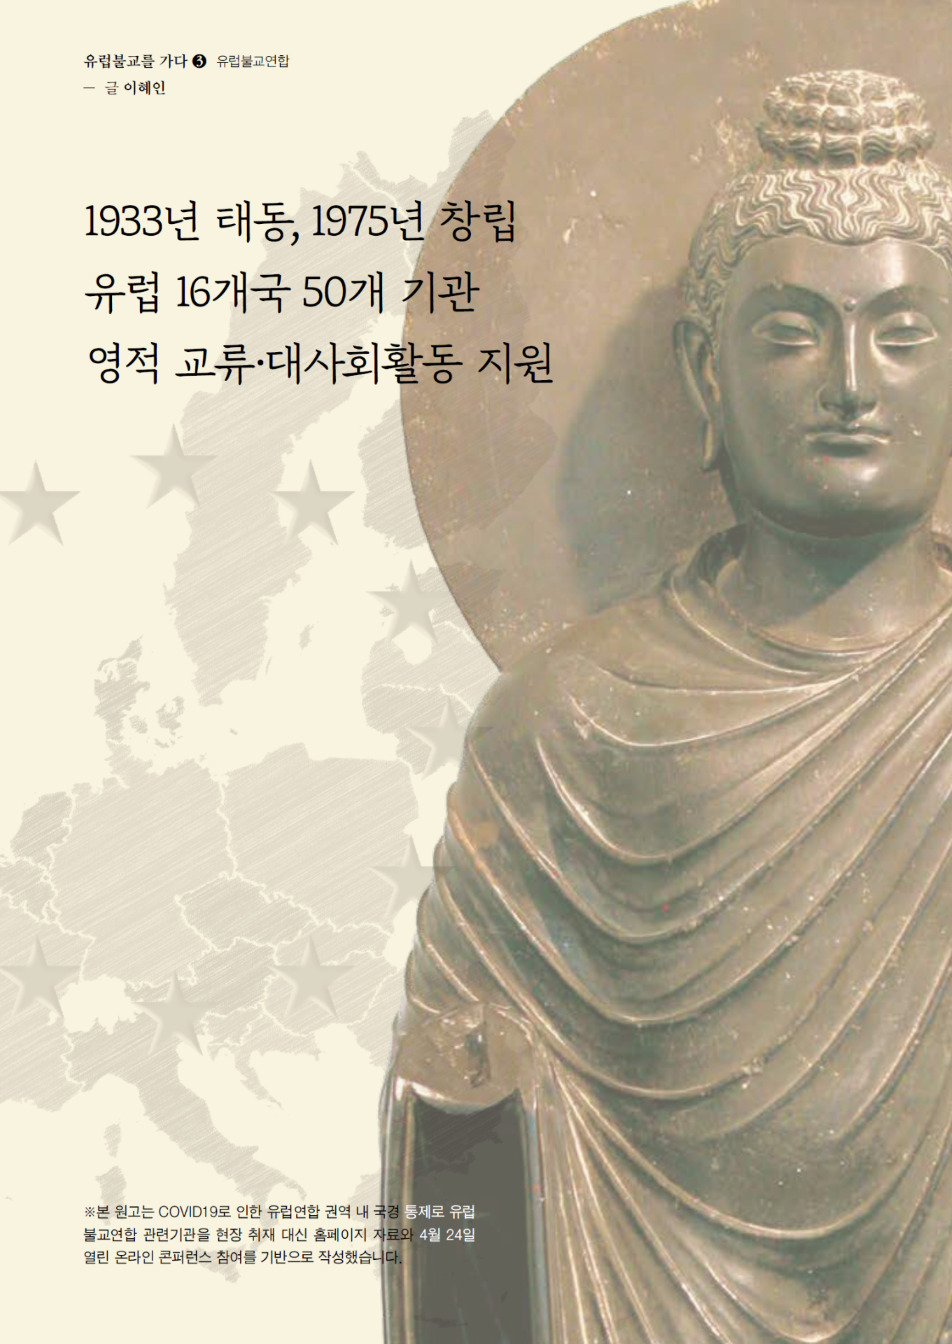 유럽불교를 가다 ❸ 유럽불교연합
— 글 이혜인
1933년 태동, 1975년 창립
유럽 16개국 50개 기관
영적 교류·대사회활동 지원
※본 원고는 COVID19로 인한 유럽연합 권역 내 국경 통제로 유럽
불교연합 관련기관을 현장 취재 대신 홈페이지 자료와 4월 24일
열린 온라인 콘퍼런스 참여를 기반으로 작성했습니다.